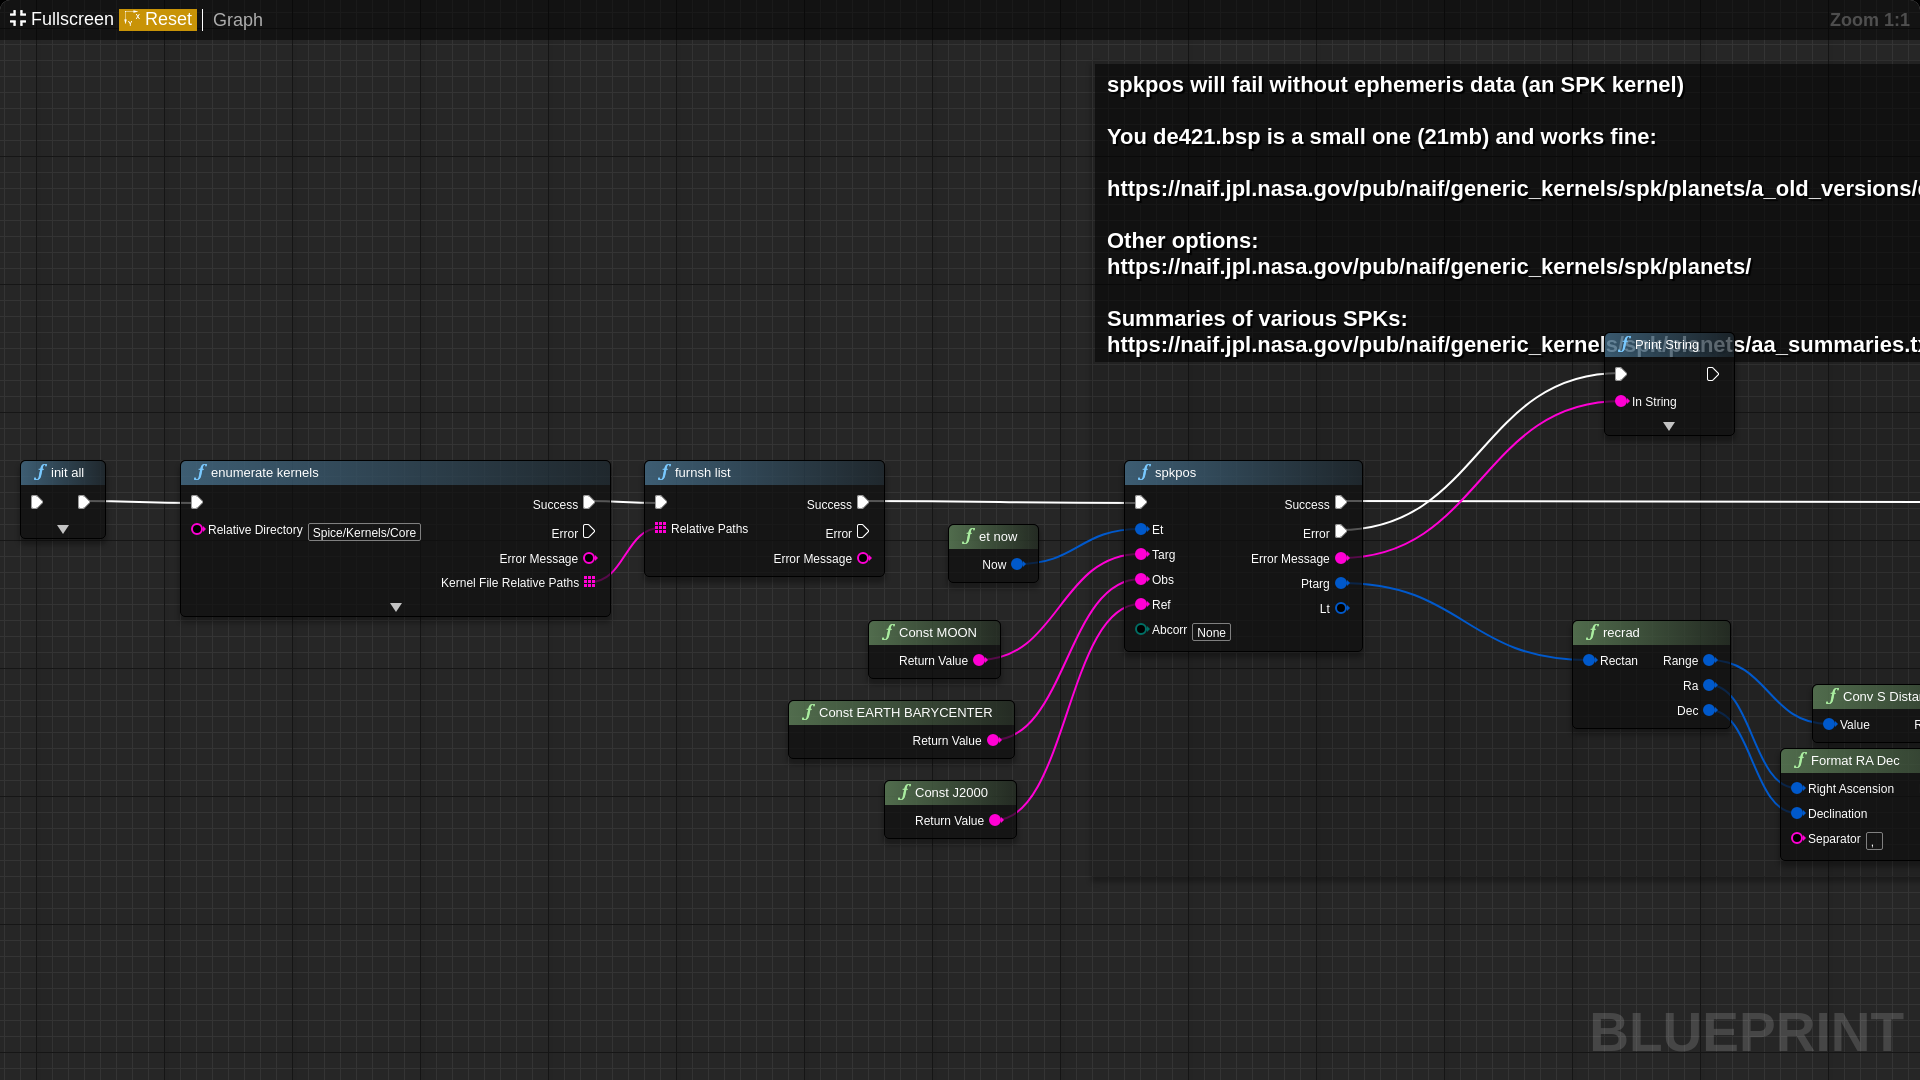 Fullscreen Reset Graph Zoom 1:1
spkpos will fail without ephemeris data (an SPK kernel)
You de421.bsp is a small one (21mb) and works fine:
https://naif.jpl.nasa.gov/pub/naif/generic_kernels/spk/planets/a_old_versions/
Other options:
https://naif.jpl.nasa.gov/pub/naif/generic_kernels/spk/planets/
Summaries of various SPKs:
https://naif.jpl.nasa.gov/pub/naif/generic_kernels/spk/planets/aa_summaries.tx
Print String
In String
init all
enumerate kernels
Success
Relative Directory Spice/Kernels/Core
Error
Error Message
Kernel File Relative Paths
furnsh list
Success
Relative Paths
Error
Error Message
et now
Now
spkpos
Success
Et
Error
Targ
Error Message
Obs
Ptarg
Ref
Lt
Abcorr None
Const MOON
Return Value
Const EARTH BARYCENTER
Return Value
Const J2000
Return Value
recrad
Rectan Range
Ra
Dec
Conv S Dista
Value R
Format RA Dec
Right Ascension
Declination
Separator ,
BLUEPRINT